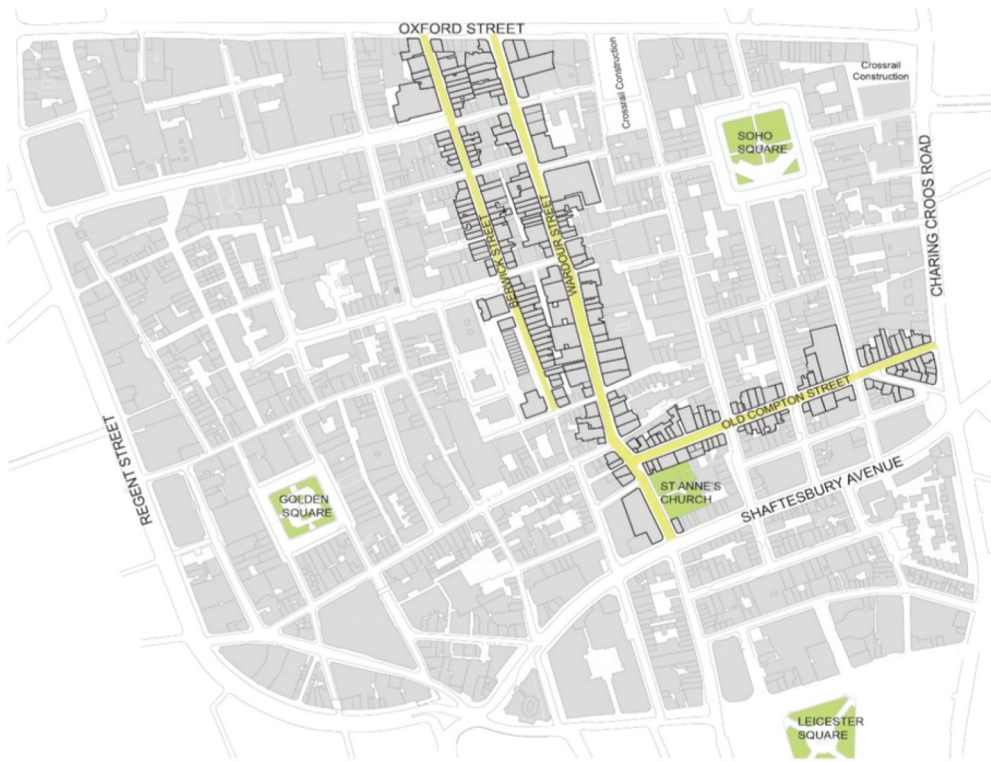 OXFORD STREET
Crossrail Construction
Crossrail
Construction
SOHO
SQUARE
CHARING CROOS ROAD
BERWICK STREET
WARDOUR STREET
OLD COMPTON STREET
REGENT STREET
GOLDEN
SQUARE
ST ANNE'S
CHURCH
SHAFTESBURY AVENUE
LEICESTER
SQUARE